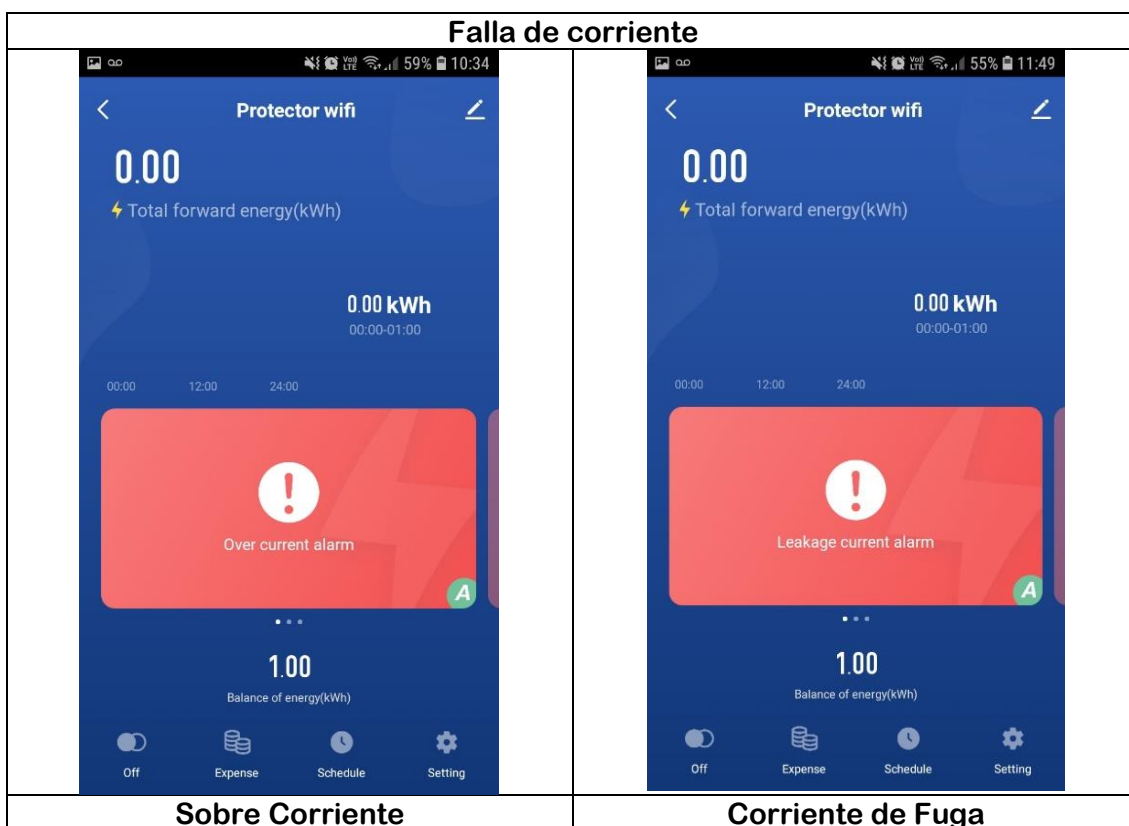 Falla de corriente
59% 10:34
Protector wifi
0.00
Total forward energy(kWh)
0.00 kWh
00:00-01:00
00:00 12:00 24:00
Over current alarm
A
1.00
Balance of energy(kWh)
Off Expense Schedule Setting
Sobre Corriente
55% 11:49
Protector wifi
0.00
Total forward energy(kWh)
0.00 kWh
00:00-01:00
00:00 12:00 24:00
Leakage current alarm
A
1.00
Balance of energy(kWh)
Off Expense Schedule Setting
Corriente de Fuga